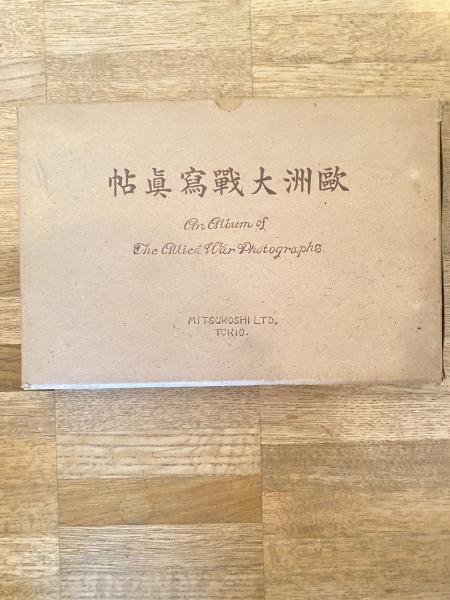 歐洲大戰寫眞帖
An Album of
The Allied War Photographs.
MITSUKOSHI LTD.
TOKIO.